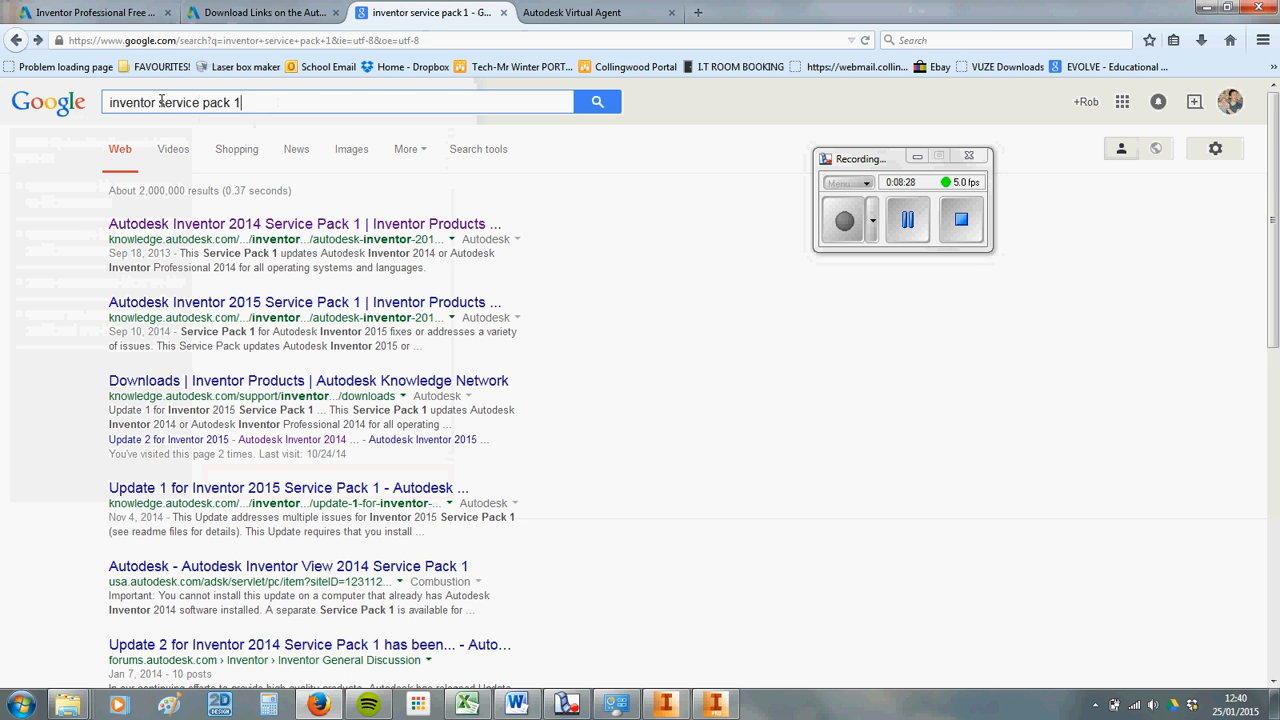 Inventor Professional Free ...
Download Links on the Aut...
inventor service pack 1 - G...
Autodesk Virtual Agent
https://www.google.com/search?q=inventor+service+pack+1&ie=utf-8&oe=utf-8
Search
Problem loading page
FAVOURITES!
Laser box maker
School Email
Home - Dropbox
Tech-Mr Winter PORT...
Collingwood Portal
I.T ROOM BOOKING
https://webmail.collin...
Ebay
VUZE Downloads
EVOLVE - Educational ...
Google
inventor service pack 1
+Rob
Web
Videos
Shopping
News
Images
More
Search tools
Recording...
Menu
0:08:28
5.0 fps
About 2,000,000 results (0.37 seconds)
Autodesk Inventor 2014 Service Pack 1 | Inventor Products ...
knowledge.autodesk.com/.../inventor.../autodesk-inventor-201... Autodesk
Sep 18, 2013 - This Service Pack 1 updates Autodesk Inventor 2014 or Autodesk
Inventor Professional 2014 for all operating systems and languages.
Autodesk Inventor 2015 Service Pack 1 | Inventor Products ...
knowledge.autodesk.com/.../inventor.../autodesk-inventor-201... Autodesk
Sep 10, 2014 - Service Pack 1 for Autodesk Inventor 2015 fixes or addresses a variety
of issues. This Service Pack updates Autodesk Inventor 2015 or ...
Downloads | Inventor Products | Autodesk Knowledge Network
knowledge.autodesk.com/support/inventor.../downloads Autodesk
Update 1 for Inventor 2015 Service Pack 1 ... This Service Pack 1 updates Autodesk
Inventor 2014 or Autodesk Inventor Professional 2014 for all operating ...
Update 2 for Inventor 2015 - Autodesk Inventor 2014 ... - Autodesk Inventor 2015 ...
You've visited this page 2 times. Last visit: 10/24/14
Update 1 for Inventor 2015 Service Pack 1 - Autodesk ...
knowledge.autodesk.com/.../inventor.../update-1-for-inventor-... Autodesk
Nov 4, 2014 - This Update addresses multiple issues for Inventor 2015 Service Pack 1
(see readme files for details). This Update requires that you install ...
Autodesk - Autodesk Inventor View 2014 Service Pack 1
usa.autodesk.com/adsk/servlet/pc/item?siteID=123112... Combustion
Important: You cannot install this update on a computer that already has Autodesk
Inventor 2014 software installed. A separate Service Pack 1 is available for ...
Update 2 for Inventor 2014 Service Pack 1 has been... - Auto...
forums.autodesk.com › Inventor › Inventor General Discussion
Jan 7, 2014 - 10 posts
2D
DESIGN
12:40
25/01/2015